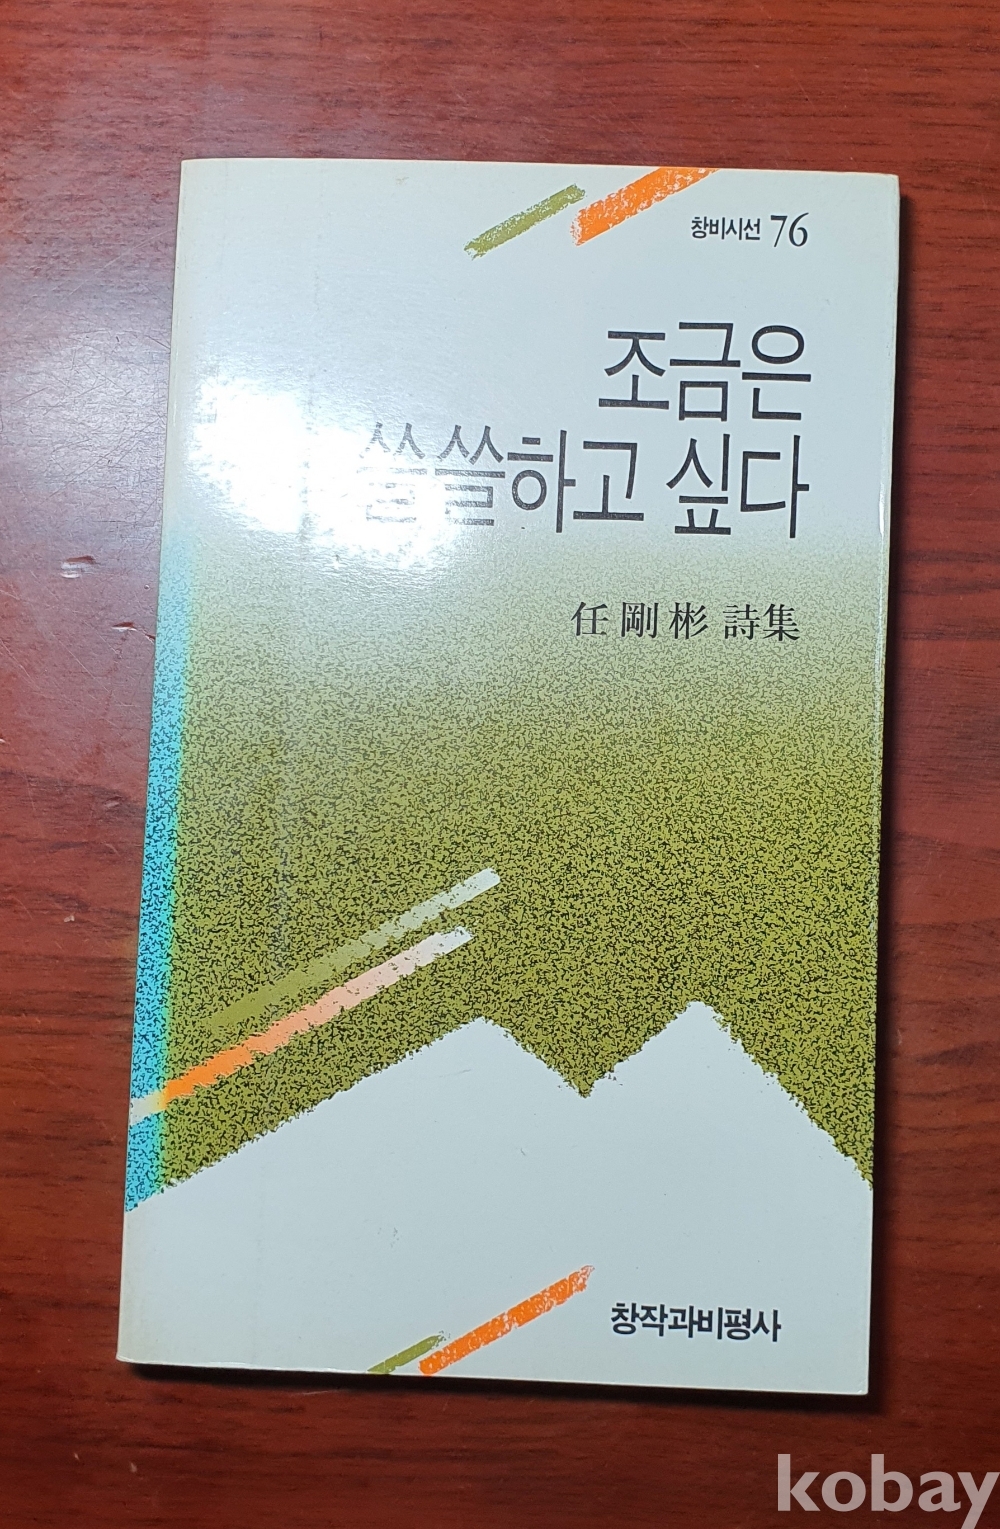 창비시선 76
조금은
쓸쓸하고 싶다
任剛彬 詩集
창작과비평사
kobay